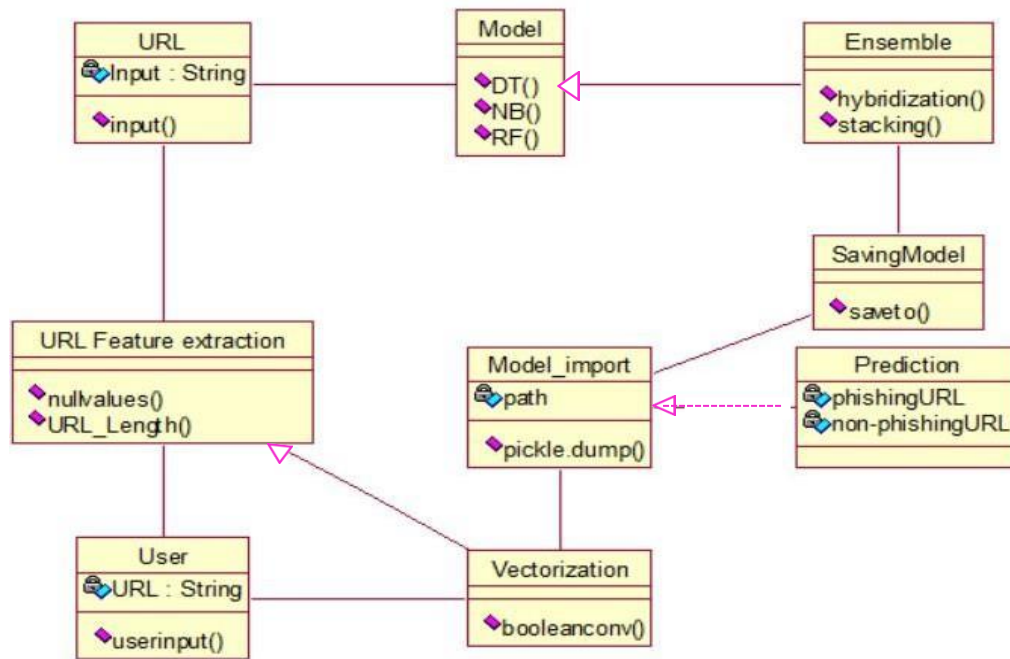 URL
Input : String
input()
Model
DT()
NB()
RF()
Ensemble
hybridization()
stacking()
SavingModel
saveto()
URL Feature extraction
nullvalues()
URL_Length()
Model_import
path
pickle.dump()
Prediction
phishingURL
non-phishingURL
User
URL : String
userinput()
Vectorization
booleanconv()